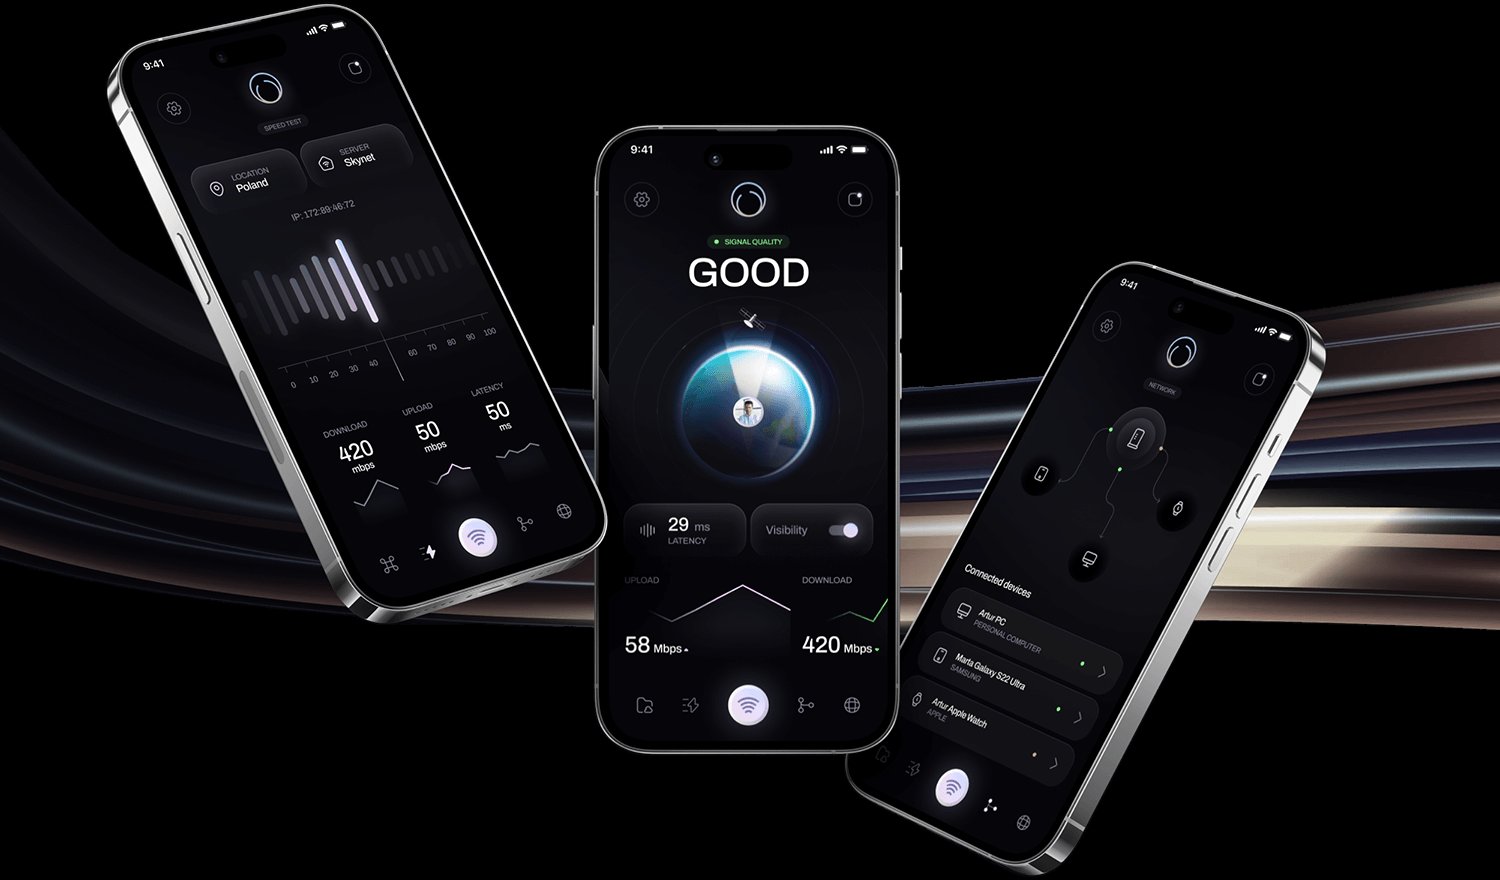 9:41
SPEED TEST
LOCATION
Poland
SERVER
Skynet
IP: 172:89:46:72
0 10 20 30 40 60 70 80 90 100
DOWNLOAD
420
mbps
UPLOAD
50
mbps
LATENCY
50
ms
9:41
SIGNAL QUALITY
GOOD
29 ms
LATENCY
Visibility
UPLOAD
58 Mbps
DOWNLOAD
420 Mbps
9:41
NETWORK
Connected devices
Artur PC
PERSONAL COMPUTER
Marta Galaxy S22 Ultra
SAMSUNG
Artur Apple Watch
APPLE